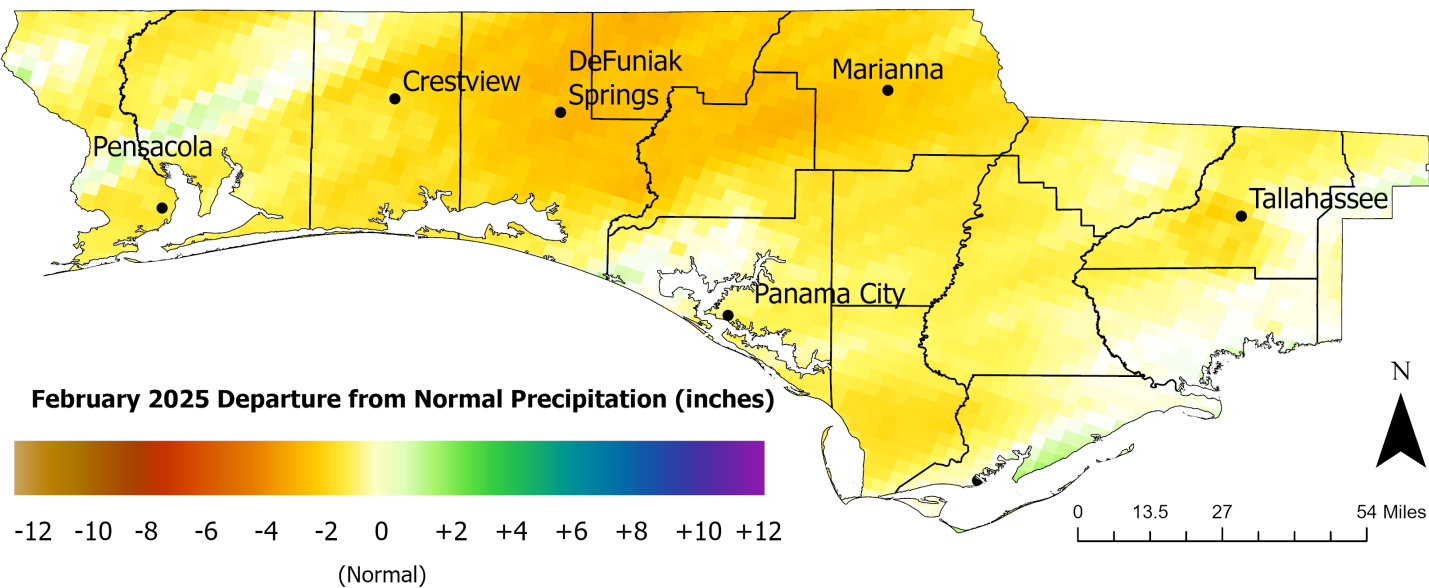 DeFuniak
Springs
Marianna
Crestview
Pensacola
Tallahassee
Panama City
February 2025 Departure from Normal Precipitation (inches)
-12 -10 -8 -6 -4 -2 0 +2 +4 +6 +8 +10 +12
(Normal)
N
0 13.5 27 54 Miles